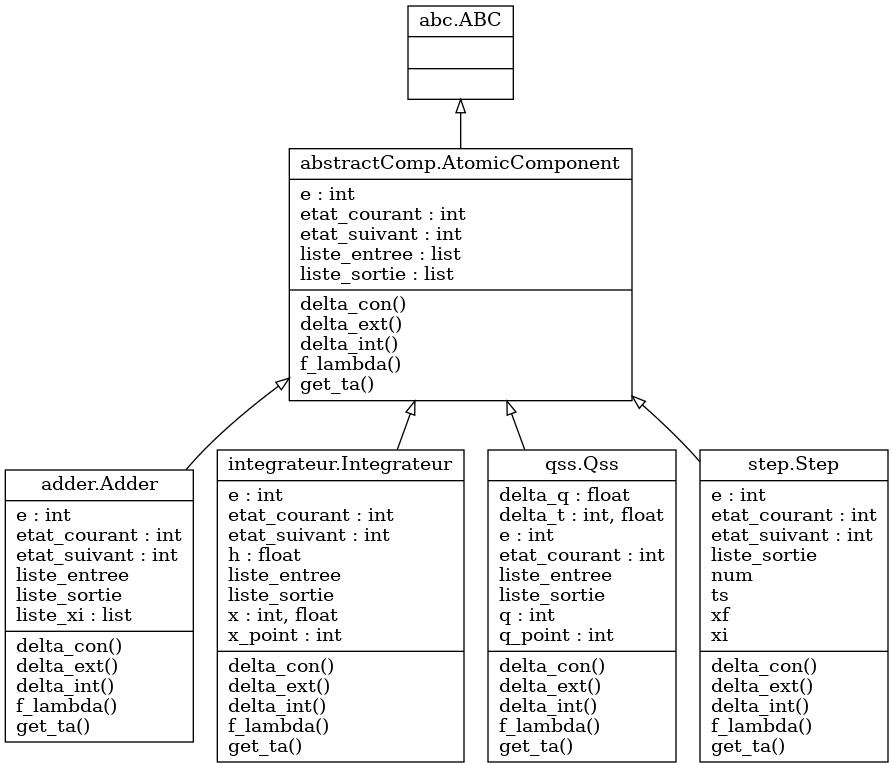 abc.ABC
abstractComp.AtomicComponent
e : int
etat_courant : int
etat_suivant : int
liste_entree : list
liste_sortie : list
delta_con()
delta_ext()
delta_int()
f_lambda()
get_ta()
adder.Adder
e : int
etat_courant : int
etat_suivant : int
liste_entree
liste_sortie
liste_xi : list
delta_con()
delta_ext()
delta_int()
f_lambda()
get_ta()
integrateur.Integrateur
e : int
etat_courant : int
etat_suivant : int
h : float
liste_entree
liste_sortie
x : int, float
x_point : int
delta_con()
delta_ext()
delta_int()
f_lambda()
get_ta()
qss.Qss
delta_q : float
delta_t : int, float
e : int
etat_courant : int
liste_entree
liste_sortie
q : int
q_point : int
delta_con()
delta_ext()
delta_int()
f_lambda()
get_ta()
step.Step
e : int
etat_courant : int
etat_suivant : int
liste_sortie
num
ts
xf
xi
delta_con()
delta_ext()
delta_int()
f_lambda()
get_ta()